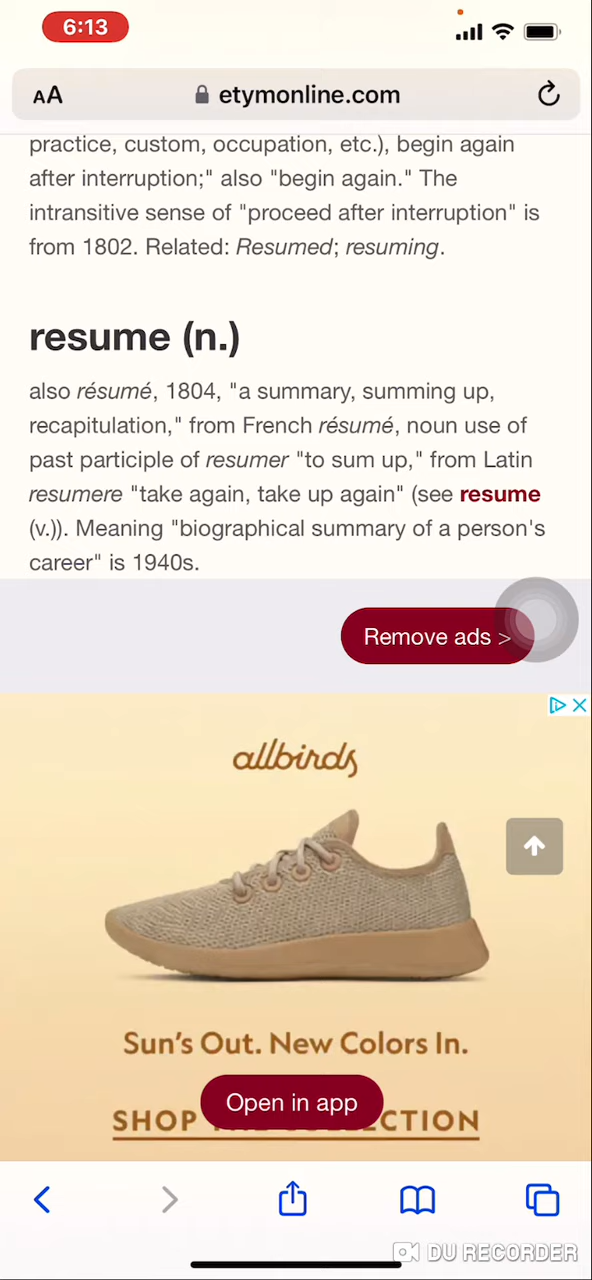 6:13
AA etymonline.com
practice, custom, occupation, etc.), begin again
after interruption;" also "begin again." The
intransitive sense of "proceed after interruption" is
from 1802. Related: Resumed; resuming.
resume (n.)
also résumé, 1804, "a summary, summing up,
recapitulation," from French résumé, noun use of
past participle of resumer "to sum up," from Latin
resumere "take again, take up again" (see resume
(v.)). Meaning "biographical summary of a person's
career" is 1940s.
Remove ads >
allbirds
Sun's Out. New Colors In.
Open in app
SHOP
DU RECORDER